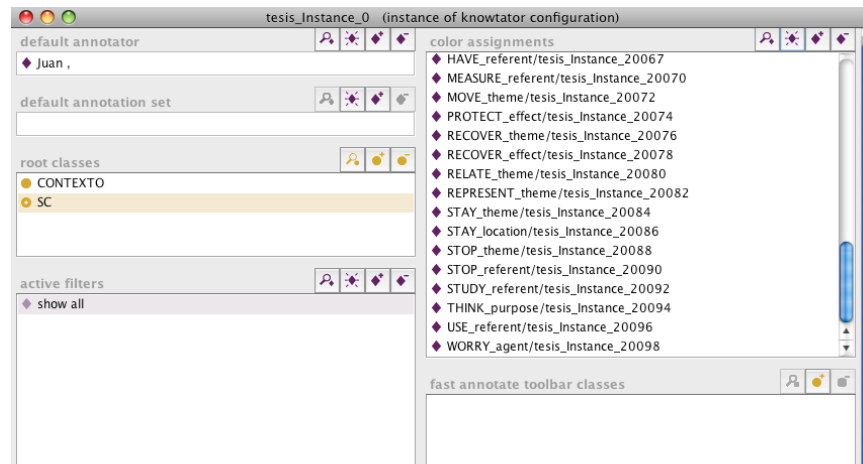 tesis_Instance_0 (instance of knowtator configuration)
default annotator
Juan ,
default annotation set
root classes
CONTEXTO
SC
active filters
show all
color assignments
HAVE_referent/tesis_Instance_20067
MEASURE_referent/tesis_Instance_20070
MOVE_theme/tesis_Instance_20072
PROTECT_effect/tesis_Instance_20074
RECOVER_theme/tesis_Instance_20076
RECOVER_effect/tesis_Instance_20078
RELATE_theme/tesis_Instance_20080
REPRESENT_theme/tesis_Instance_20082
STAY_theme/tesis_Instance_20084
STAY_location/tesis_Instance_20086
STOP_theme/tesis_Instance_20088
STOP_referent/tesis_Instance_20090
STUDY_referent/tesis_Instance_20092
THINK_purpose/tesis_Instance_20094
USE_referent/tesis_Instance_20096
WORRY_agent/tesis_Instance_20098
fast annotate toolbar classes